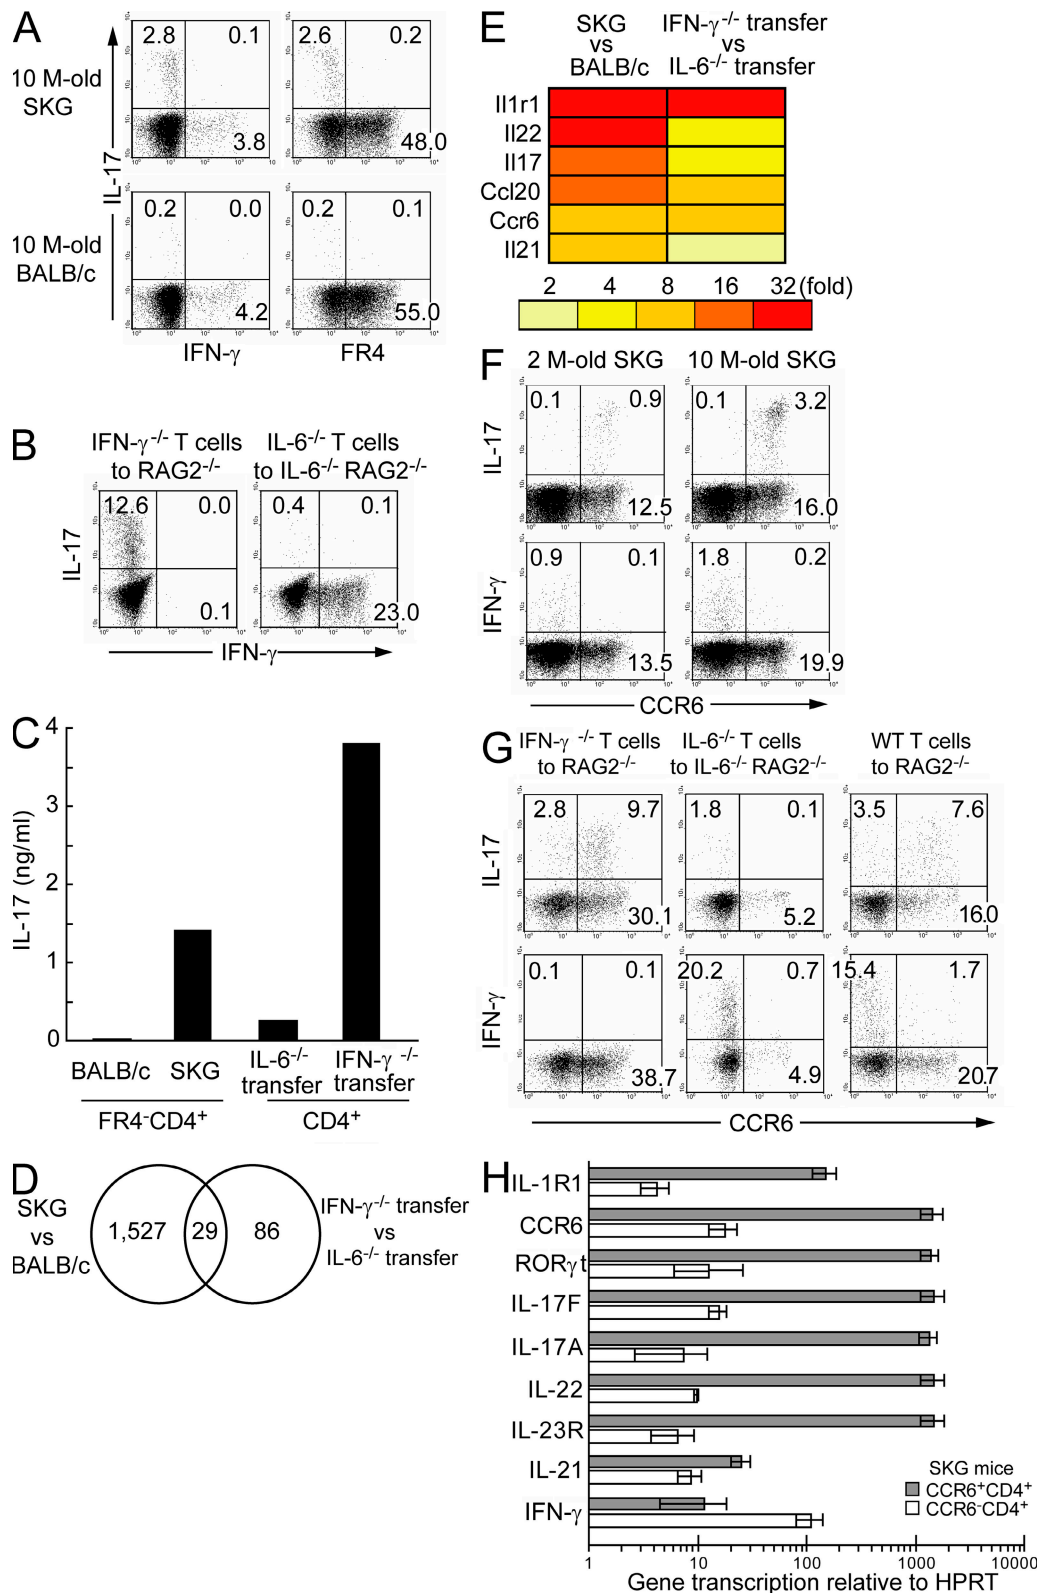 A
10 M-old
SKG
2.8
0.1
3.8
2.6
0.2
48.0
IL-17
10 M-old
BALB/c
0.2
0.0
4.2
0.2
0.1
55.0
IFN-γ
FR4
B
IFN-γ -/- T cells
to RAG2-/-
IL-6-/- T cells
to IL-6-/- RAG2-/-
IL-17
12.6
0.0
0.1
0.4
0.1
23.0
IFN-γ
C
IL-17 (ng/ml)
4
3
2
1
0
BALB/c
SKG
IL-6-/-
transfer
IFN-γ -/-
transfer
FR4-CD4+
CD4+
D
SKG
vs
BALB/c
1,527
29
86
IFN-γ-/- transfer
vs
IL-6-/- transfer
E
SKG
vs
BALB/c
IFN-γ-/- transfer
vs
IL-6-/- transfer
Il1r1
Il22
Il17
Ccl20
Ccr6
Il21
2 4 8 16 32 (fold)
F
2 M-old SKG
10 M-old SKG
IL-17
0.1
0.9
12.5
0.1
3.2
16.0
IFN-γ
0.9
0.1
13.5
1.8
0.2
19.9
CCR6
G
IFN-γ -/- T cells
to RAG2-/-
IL-6-/- T cells
to IL-6-/- RAG2-/-
WT T cells
to RAG2-/-
IL-17
2.8
9.7
30.1
1.8
0.1
5.2
3.5
7.6
16.0
IFN-γ
0.1
0.1
38.7
20.2
0.7
4.9
15.4
1.7
20.7
CCR6
H
IL-1R1
CCR6
RORγt
IL-17F
IL-17A
IL-22
IL-23R
IL-21
IFN-γ
SKG mice
CCR6+CD4+
CCR6-CD4+
1 10 100 1000 10000
Gene transcription relative to HPRT